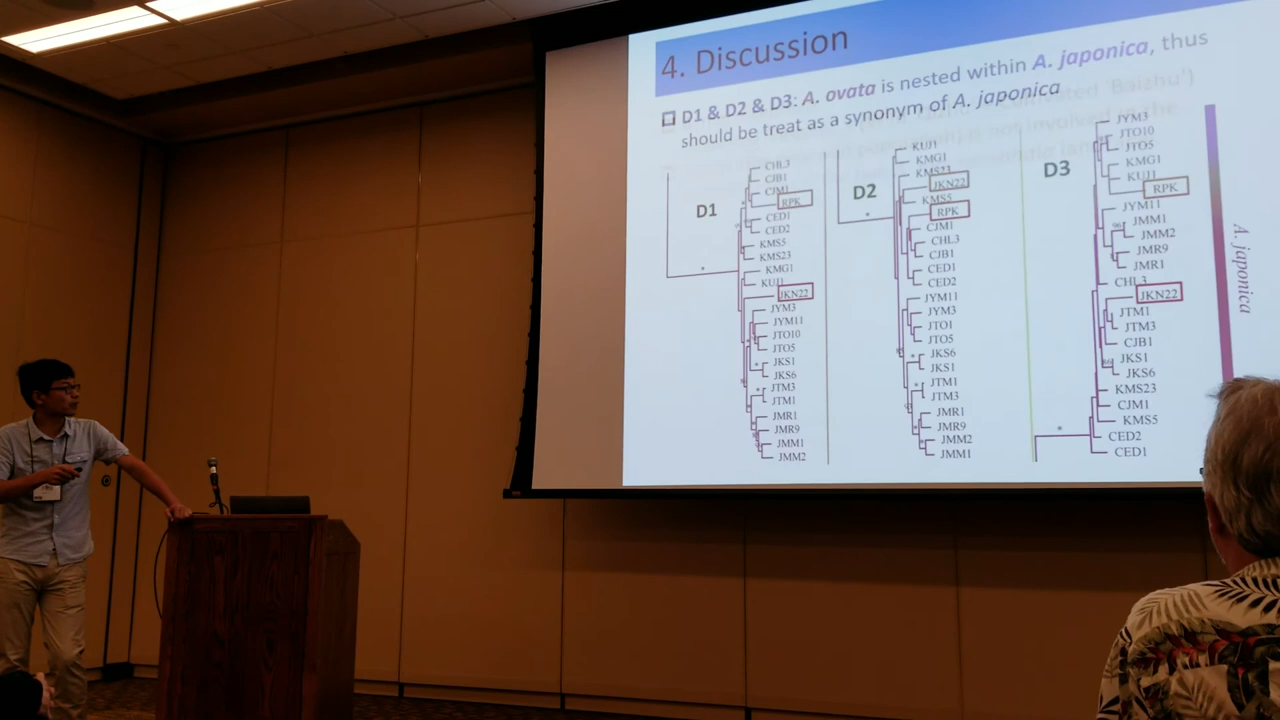 4. Discussion
D1 & D2 & D3: A. ovata is nested within A. japonica, thus
should be treat as a synonym of A. japonica
D1
CHL3
CJB1
CJM1
RPK
CED1
CED2
KMS5
KMS23
KMG1
KUJ1
JKN22
JYM3
JYM11
JTO10
JTO5
JKS1
JKS6
JTM3
JTM1
JMR1
JMR9
JMM1
JMM2
D2
KUJ1
KMG1
KMS23
JKN22
KMS5
RPK
CJM1
CHL3
CJB1
CED1
CED2
JYM11
JYM3
JTO1
JTO5
JKS6
JKS1
JTM1
JTM3
JMR1
JMR9
JMM2
JMM1
D3
JYM3
JTO10
JTO5
KMG1
KUJ1
RPK
JYM11
JMM1
JMM2
JMR9
JMR1
CHL3
JKN22
JTM1
JTM3
CJB1
JKS1
JKS6
KMS23
CJM1
KMS5
CED2
CED1
A. japonica